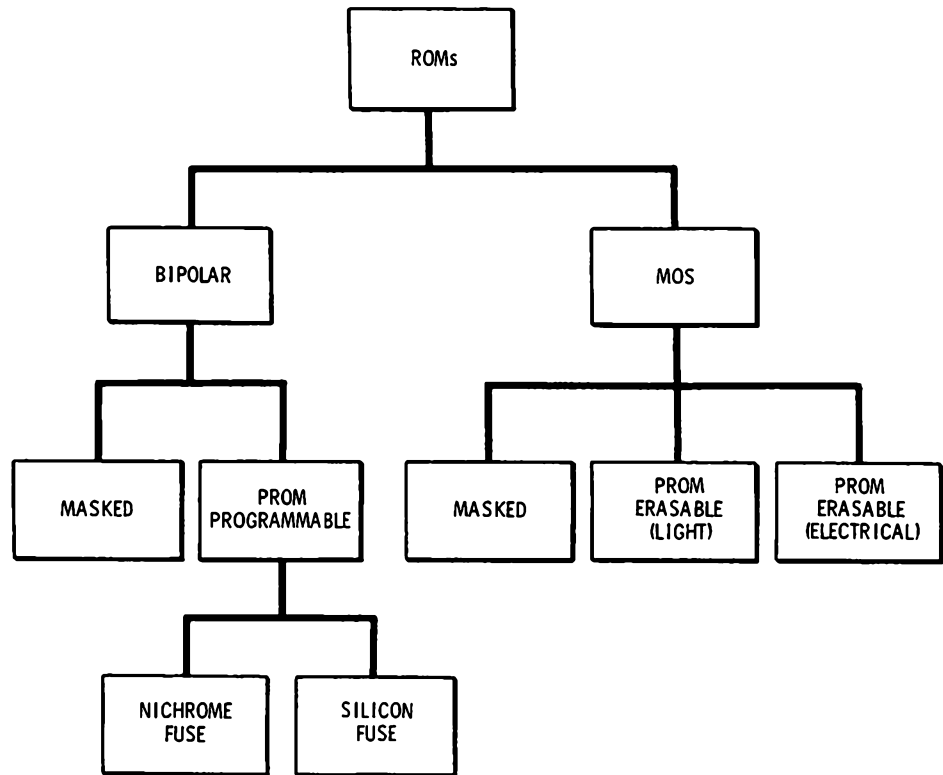 ROMs
BIPOLAR
MOS
MASKED
PROM
PROGRAMMABLE
MASKED
PROM
ERASABLE
(LIGHT)
PROM
ERASABLE
(ELECTRICAL)
NICHROME
FUSE
SILICON
FUSE